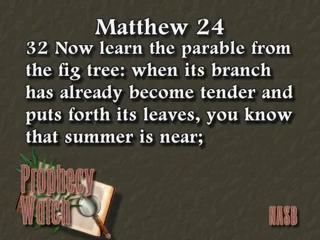 Matthew 24
32 Now learn the parable from
the fig tree: when its branch
has already become tender and
puts forth its leaves, you know
that summer is near;
Prophecy
Watch
NASB